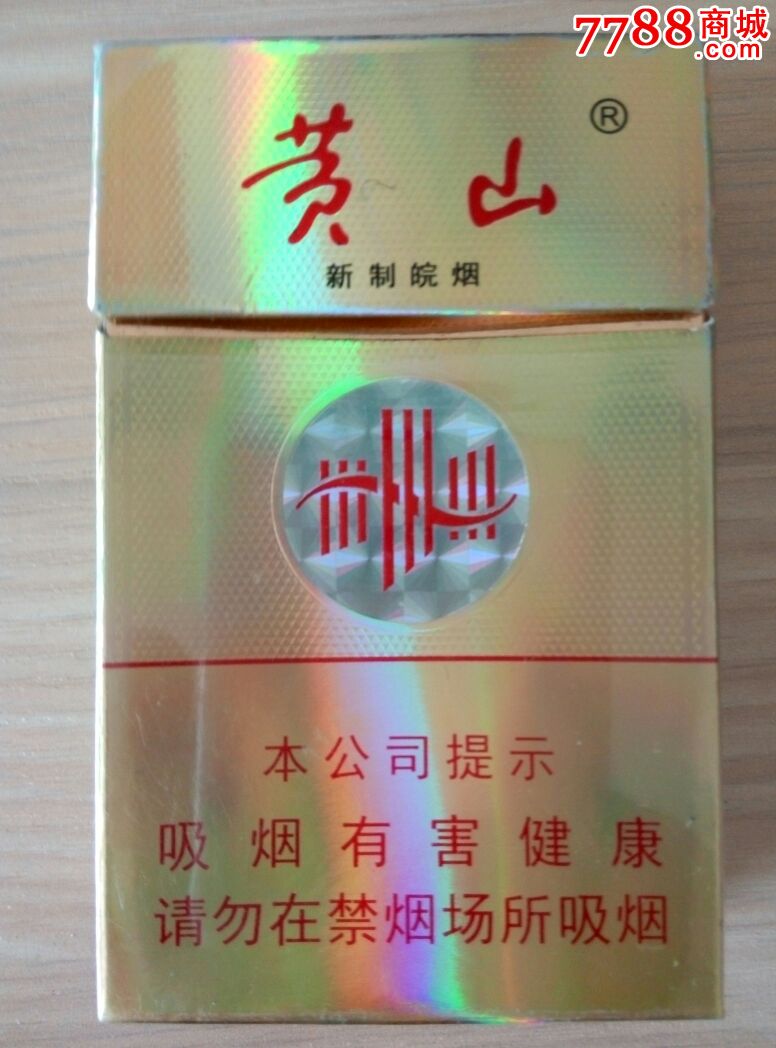 7788商城
.com
黄山®
新制皖烟
本公司提示
吸烟有害健康
请勿在禁烟场所吸烟